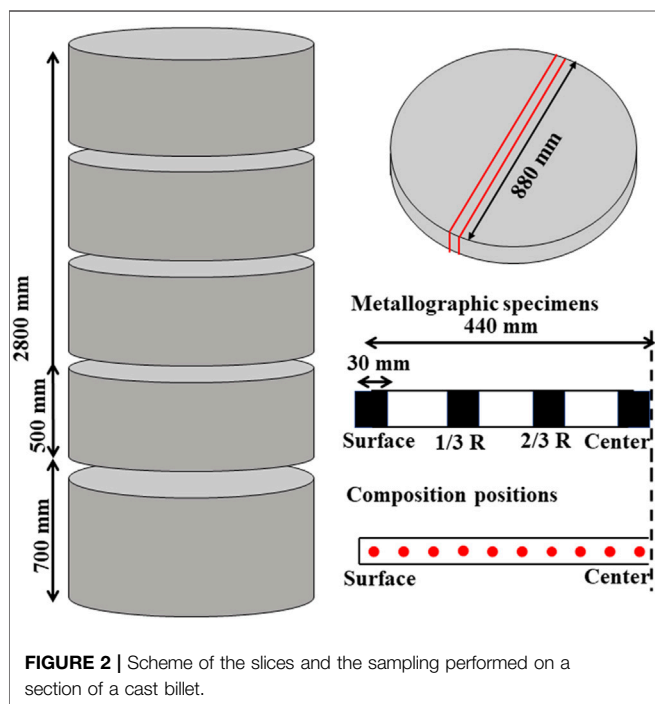 2800 mm
500 mm
700 mm
880 mm
Metallographic specimens
440 mm
30 mm
Surface 1/3 R 2/3 R Center
Composition positions
Surface Center
FIGURE 2 | Scheme of the slices and the sampling performed on a
section of a cast billet.